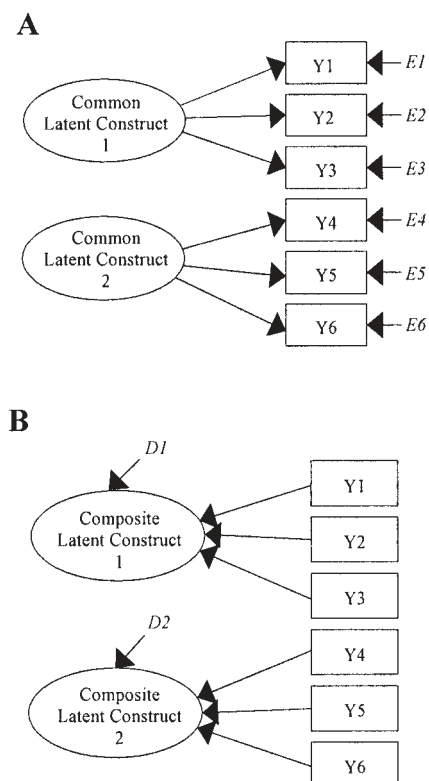 A
Common
Latent Construct
1
Y1
E1
Y2
E2
Y3
E3
Common
Latent Construct
2
Y4
E4
Y5
E5
Y6
E6
B
D1
Composite
Latent Construct
1
Y1
Y2
Y3
D2
Composite
Latent Construct
2
Y4
Y5
Y6